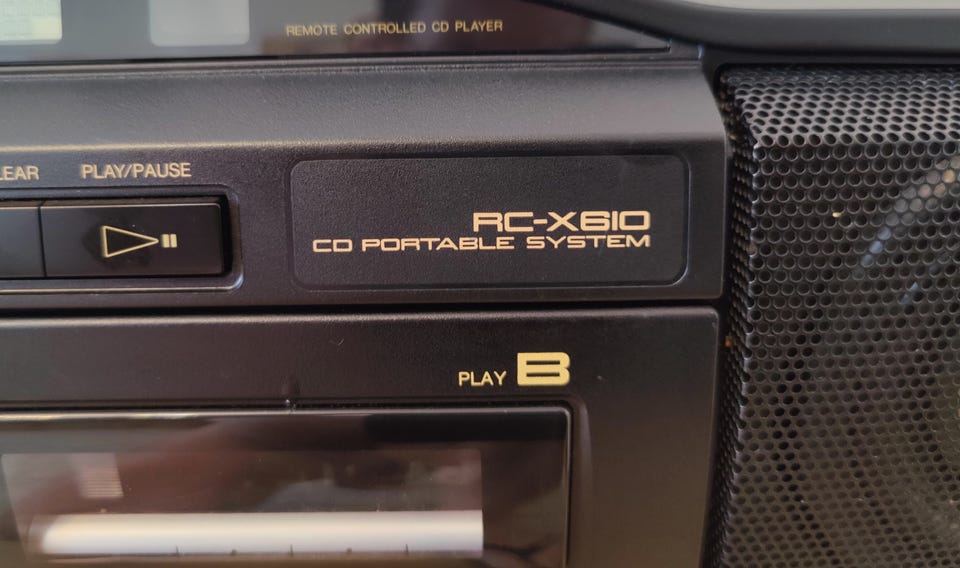 REMOTE CONTROLLED CD PLAYER
LEAR
PLAY/PAUSE
RC-X610
CD PORTABLE SYSTEM
PLAY B